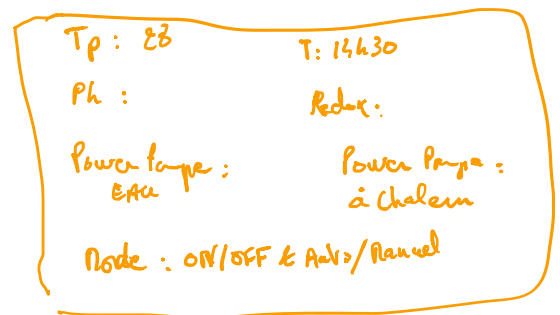 Tp : 28 T : 14h30
Ph : Redox :
Power Pompe : Power Pompe :
EAU à Chaleur
Mode : ON/OFF & Auto/Manuel